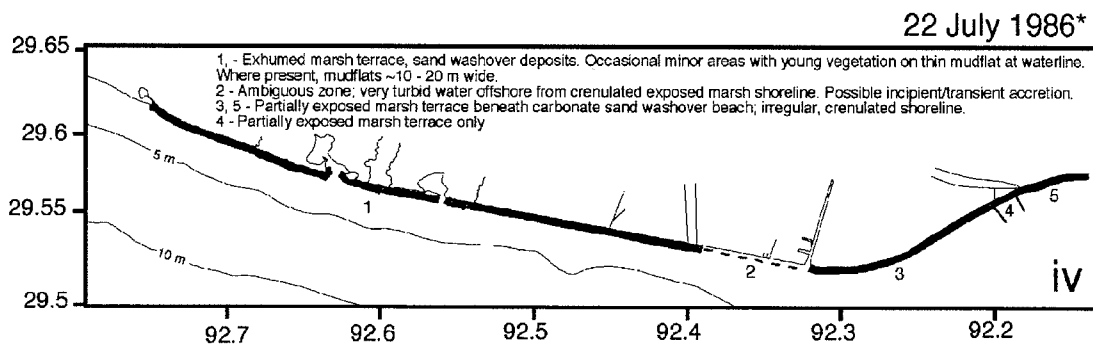 22 July 1986*
29.65
1, - Exhumed marsh terrace, sand washover deposits. Occasional minor areas with young vegetation on thin mudflat at waterline.
Where present, mudflats ~10 - 20 m wide.
2 - Ambiguous zone; very turbid water offshore from crenulated exposed marsh shoreline. Possible incipient/transient accretion.
3, 5 - Partially exposed marsh terrace beneath carbonate sand washover beach; irregular, crenulated shoreline.
4 - Partially exposed marsh terrace only
29.6
5 m
29.55
1
4
5
10 m
2
3
iv
29.5
92.7
92.6
92.5
92.4
92.3
92.2